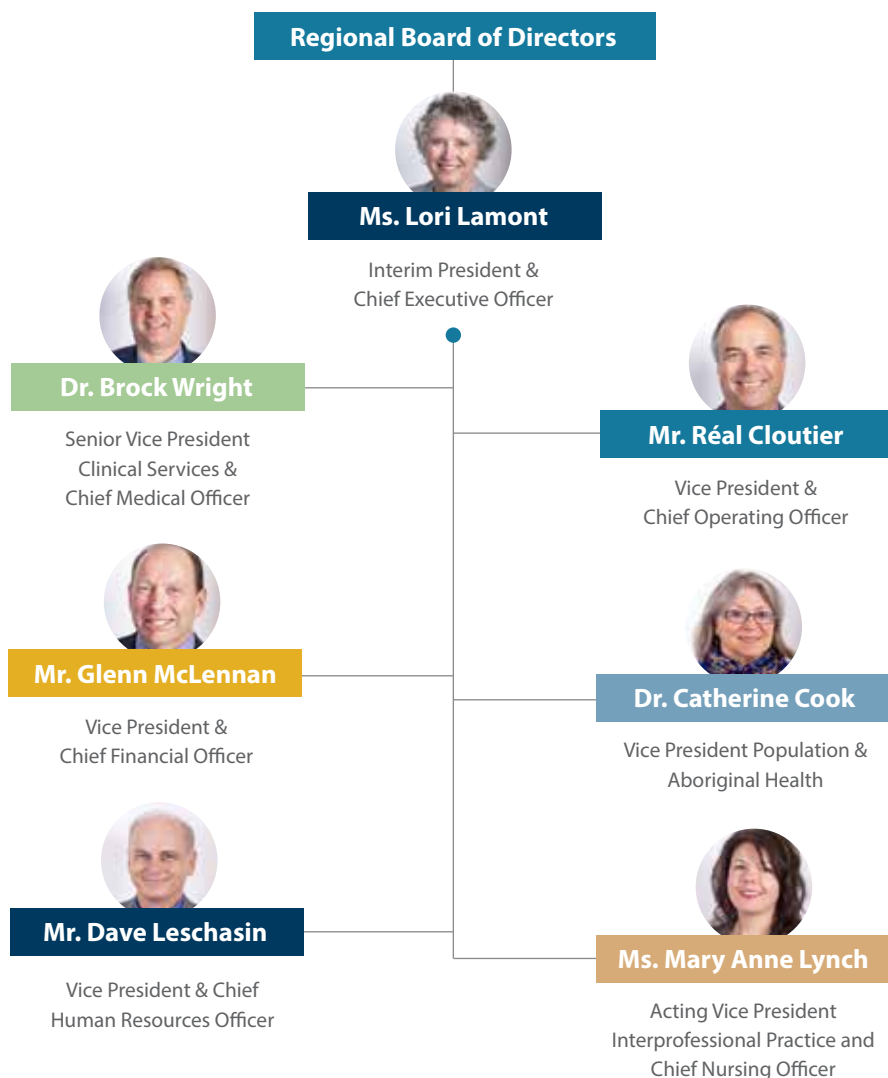 Regional Board of Directors
Ms. Lori Lamont
Interim President &
Chief Executive Officer
Dr. Brock Wright
Senior Vice President
Clinical Services &
Chief Medical Officer
Mr. Réal Cloutier
Vice President &
Chief Operating Officer
Mr. Glenn McLennan
Vice President &
Chief Financial Officer
Dr. Catherine Cook
Vice President Population &
Aboriginal Health
Mr. Dave Leschasin
Vice President & Chief
Human Resources Officer
Ms. Mary Anne Lynch
Acting Vice President
Interprofessional Practice and
Chief Nursing Officer